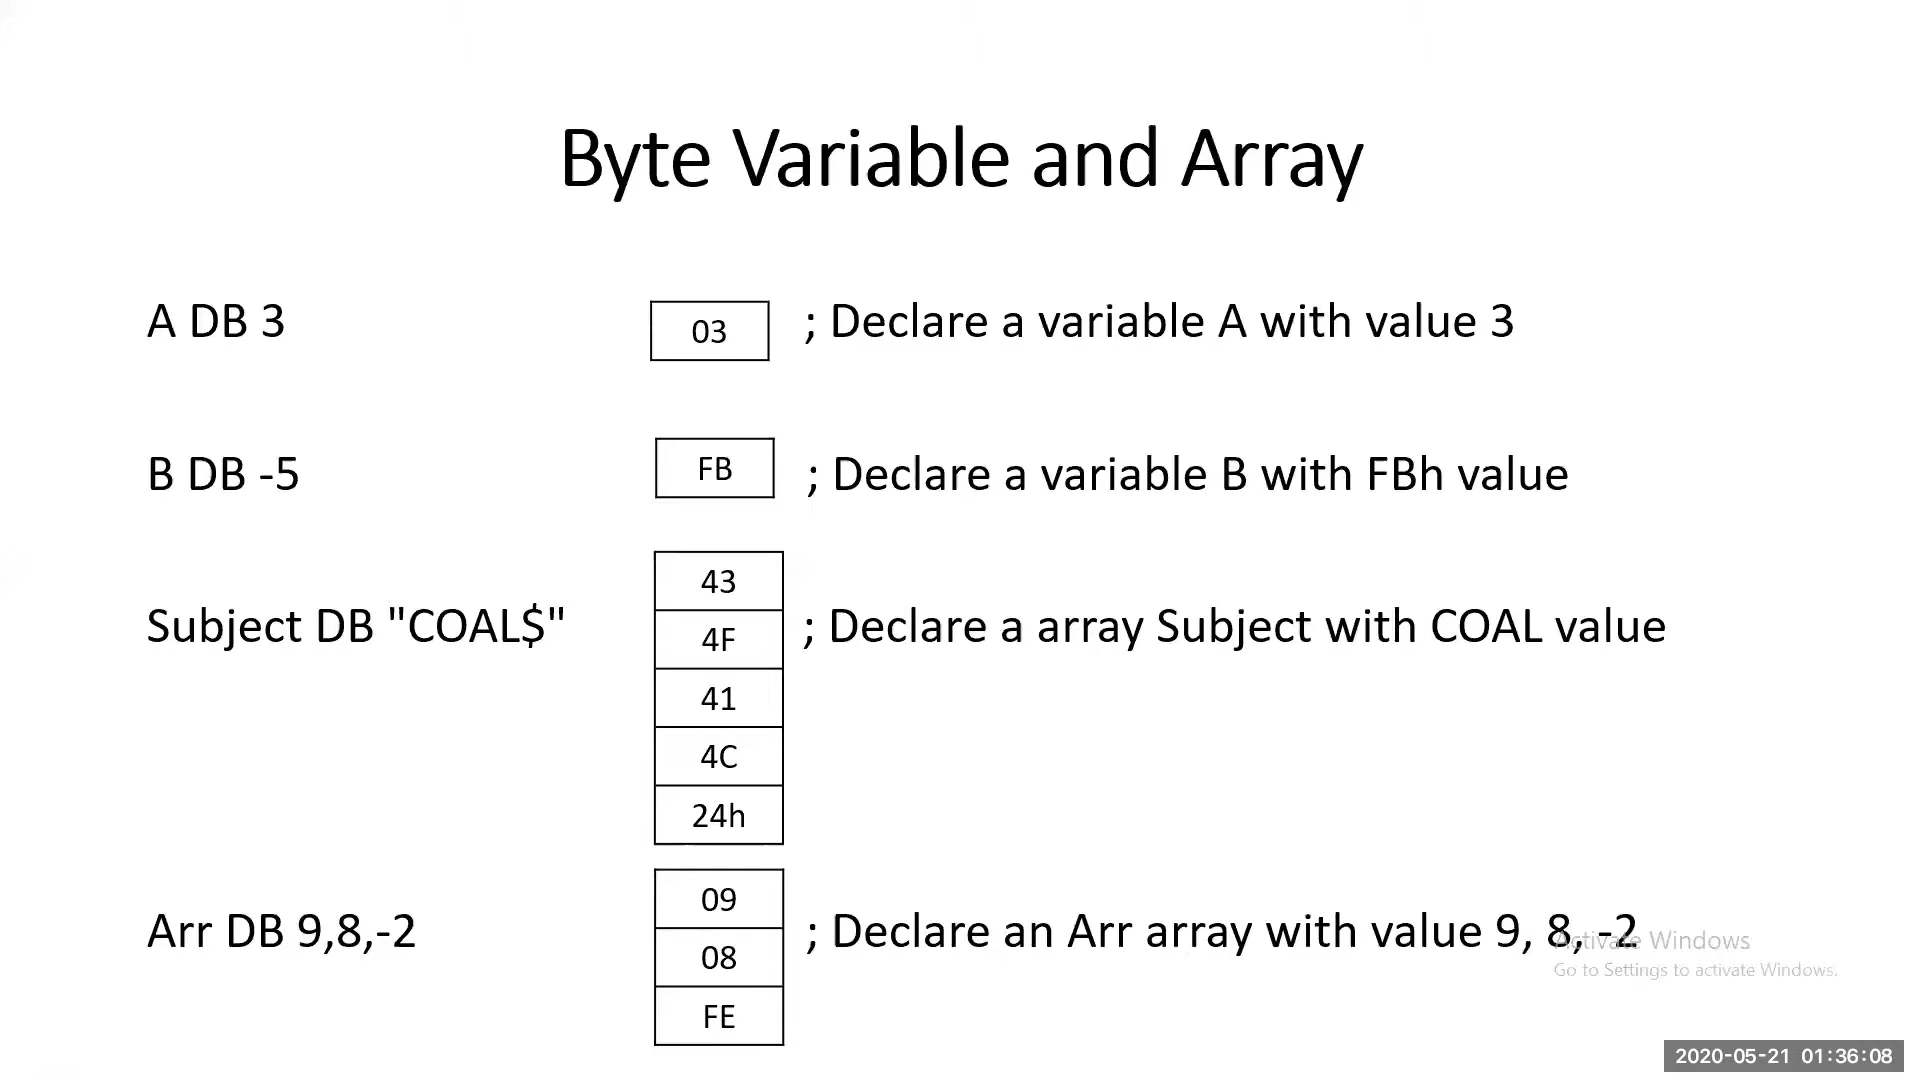 Byte Variable and Array
A DB 3
03
; Declare a variable A with value 3
B DB -5
FB
; Declare a variable B with FBh value
Subject DB "COAL$"
43
4F
41
4C
24h
; Declare a array Subject with COAL value
Arr DB 9,8,-2
09
08
FE
; Declare an Arr array with value 9, 8, -2
Activate Windows
Go to Settings to activate Windows.
2020-05-21 01:36:08